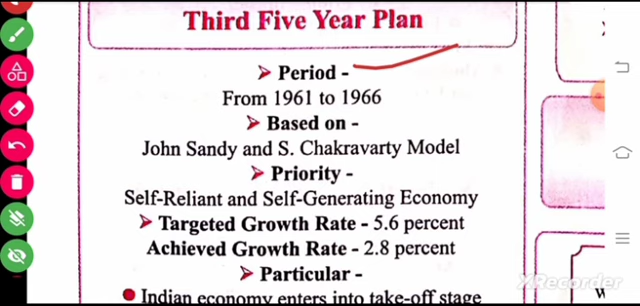 Third Five Year Plan
➤ Period -
From 1961 to 1966
➤ Based on -
John Sandy and S. Chakravarty Model
➤ Priority -
Self-Reliant and Self-Generating Economy
➤ Targeted Growth Rate - 5.6 percent
Achieved Growth Rate - 2.8 percent
➤ Particular -
● Indian economy enters into take-off stage
XRecorder